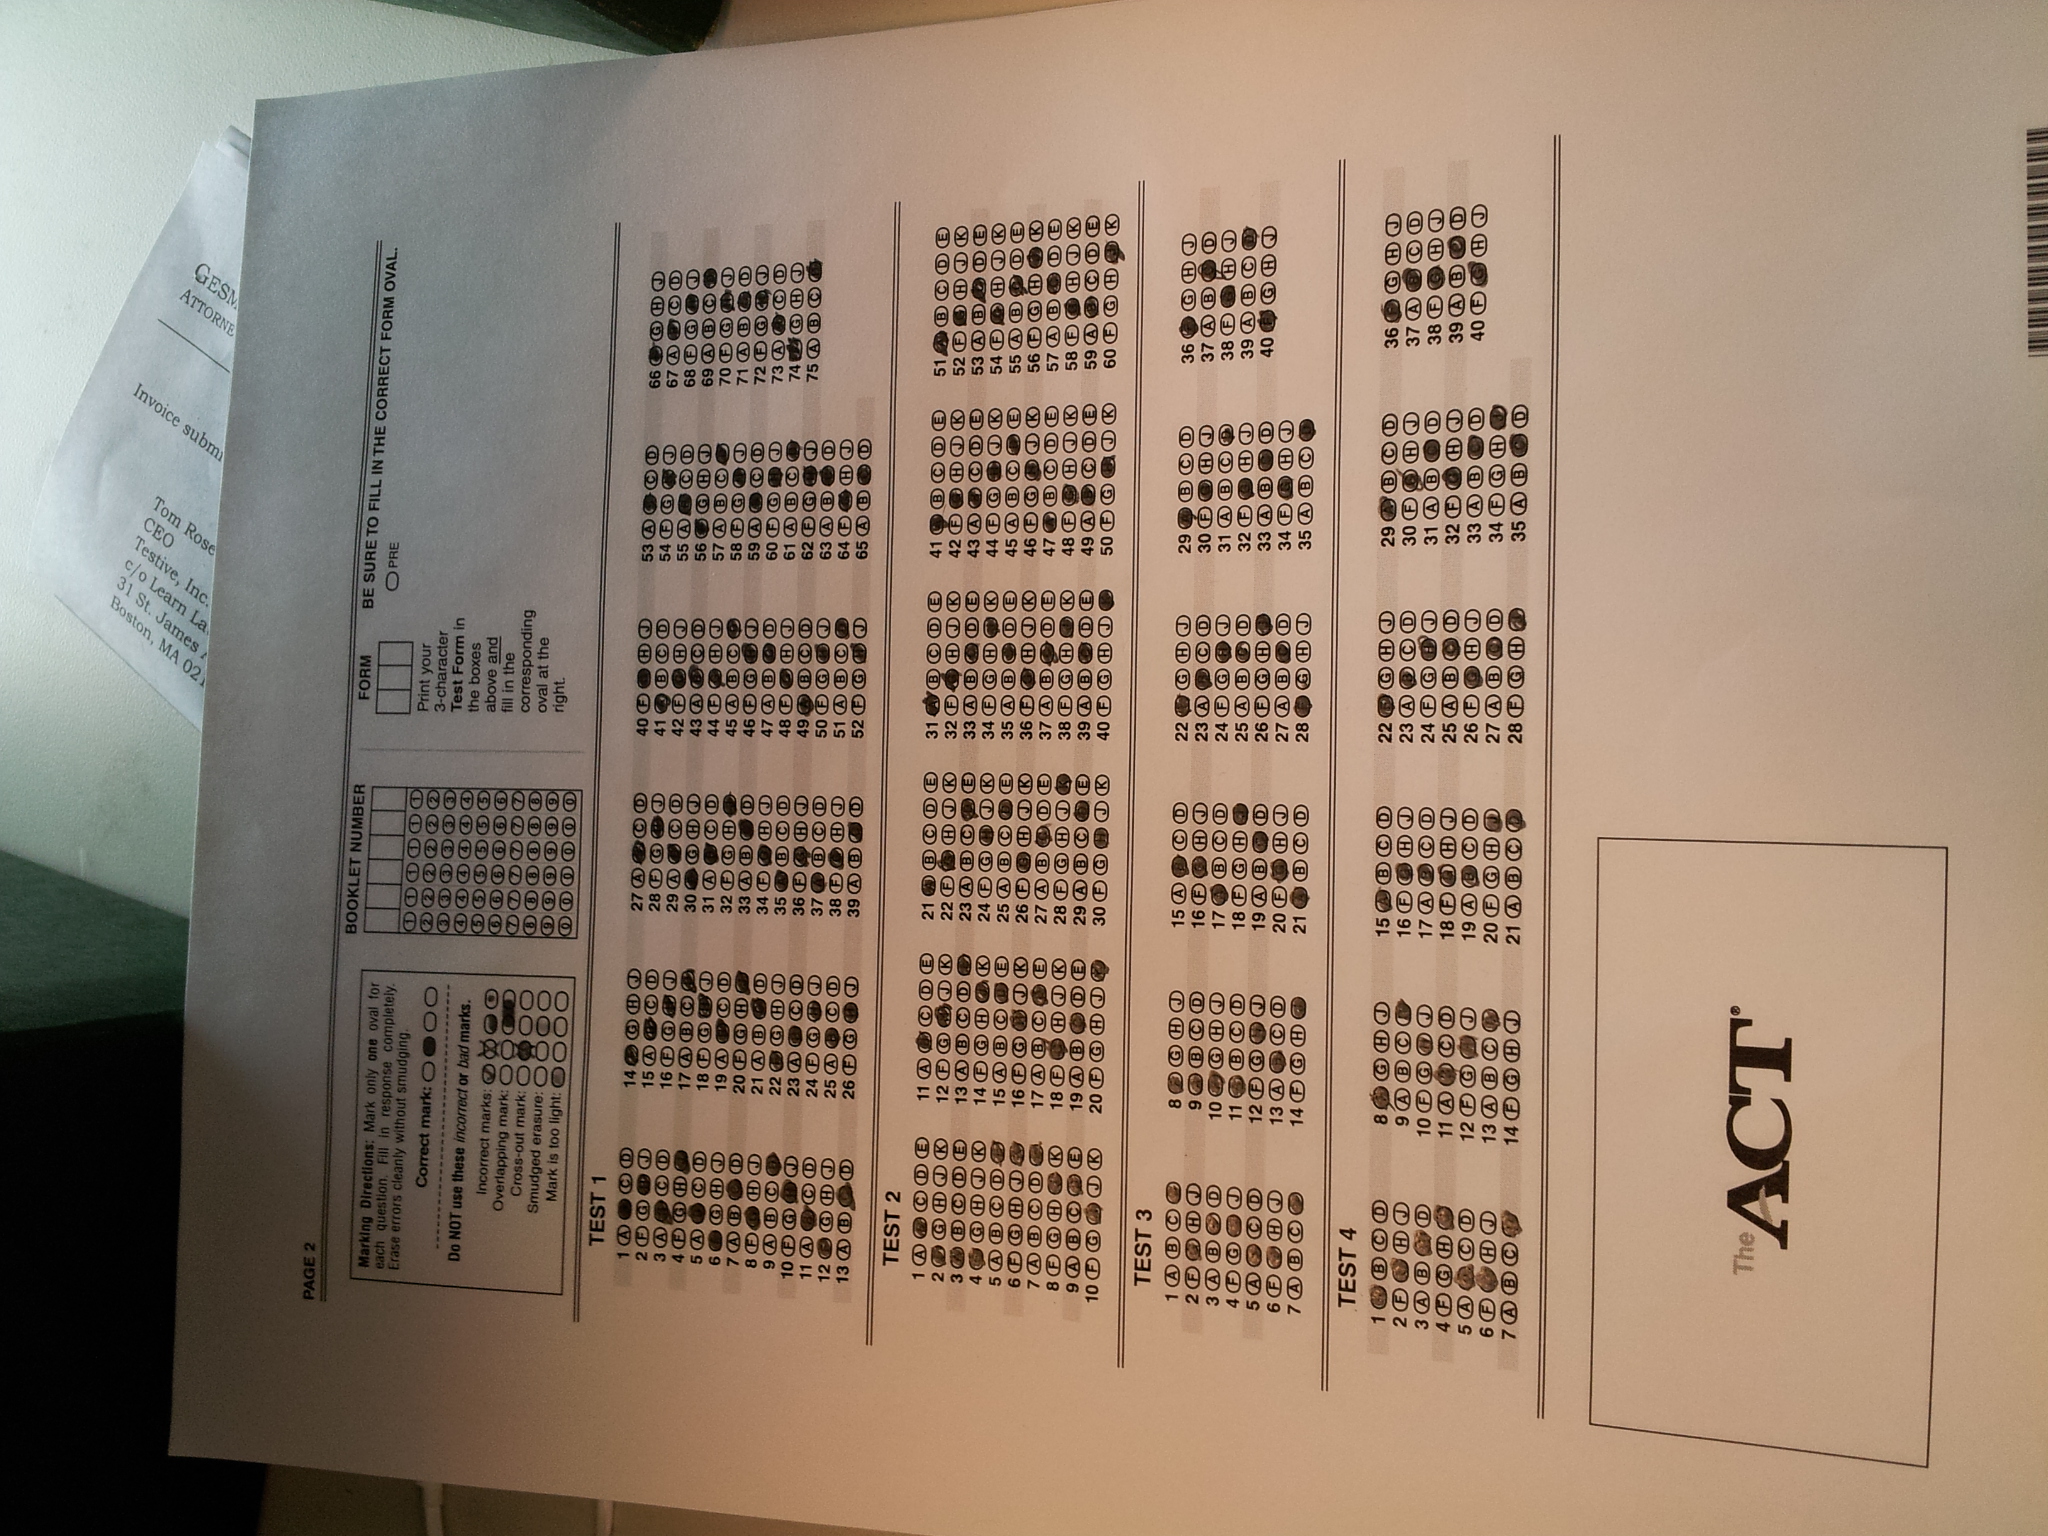 Invoice subm
Tom Rose
CEO
Testive, Inc.
c/o Learn La
31 St. James
Boston, MA 02
PAGE 2
Marking Directions: Mark only one oval for
each question. Fill in response completely.
Erase errors cleanly without smudging.
Correct mark:
Do NOT use these incorrect or bad marks.
Incorrect marks:
Overlapping mark:
Cross-out mark:
Smudged erasure:
Mark is too light:
BOOKLET NUMBER
1 1 1 1 1 1
2 2 2 2 2 2
3 3 3 3 3 3
4 4 4 4 4 4
5 5 5 5 5 5
6 6 6 6 6 6
7 7 7 7 7 7
8 8 8 8 8 8
9 9 9 9 9 9
0 0 0 0 0 0
FORM
Print your
3-character
Test Form in
the boxes
above and
fill in the
corresponding
oval at the
right.
BE SURE TO FILL IN THE CORRECT FORM OVAL.
PRE
TEST 1
1 A C D 14 G H J 27 A C D 40 F H J 53 A C D 66 G H J
2 F G J 15 A C D 28 F G J 41 B C D 54 F G J 67 A C D
3 A C D 16 F G J 29 A C D 42 F H J 55 A C D 68 F G J
4 F G H 17 A B C 30 G H J 43 A C D 56 G H J 69 A B C
5 A C D 18 F G J 31 A C D 44 F H J 57 A B C 70 F G J
6 G H J 19 A C D 32 F G H 45 A B C 58 F G J 71 A B D
7 A B D 20 F G H 33 A B D 46 F G J 59 A C D 72 F G J
8 F H J 21 A B D 34 F H J 47 A B D 60 F G J 73 A C D
9 A B C 22 G H J 35 B C D 48 F H J 61 A B C 74 G H J
10 F G J 23 A C D 36 F H J 49 B C D 62 F G J 75 A B C
11 A C D 24 F G J 37 B C D 50 F G J 63 A B D
12 G H J 25 A C D 38 F H J 51 A B C 64 F H J
13 A B D 26 F G J 39 A B D 52 F G J 65 A B D
TEST 2
1 A C D E 11 A C D E 21 B C D E 31 B C D E 41 B C D E 51 B C D E
2 G H J K 12 F G J K 22 F H J K 32 F H J K 42 F H J K 52 F H J K
3 B C D E 13 A B C D 23 A B C E 33 A B D E 43 A C D E 53 A B D E
4 G H J K 14 F G H K 24 F G J K 34 F G H K 44 F G J K 54 F H J K
5 A B C D 15 A B C E 25 A B C E 35 A B D E 45 A B C E 55 A B D E
6 F G H J 16 F G J K 26 F H J K 36 F H J K 46 F G J K 56 F G H K
7 A B C D 17 A B C E 27 A B D E 37 A B D E 47 B C D E 57 A B D E
8 F G H K 18 F H J K 28 F G H J 38 F G H K 48 F H J K 58 F H J K
9 A B C E 19 A B D E 29 A B C E 39 A B D E 49 A C D E 59 A C D E
10 F G J K 20 F G H J 30 F G J K 40 F G H J 50 F G J K 60 F G H K
TEST 3
1 A B C 8 G H J 15 A C D 22 G H J 29 B C D 36 G H J
2 F H J 9 B C D 16 F H J 23 A C D 30 F H J 37 A B D
3 A B D 10 G H J 17 B C D 24 F G J 31 A B C 38 F H J
4 F G J 11 B C D 18 F G H 25 A B D 32 F H J 39 A B C
5 A C D 12 F G J 19 A B D 26 F G H 33 A B D 40 G H J
6 F H J 13 A C D 20 F H J 27 A B D 34 F H J
7 A B C 14 F G H 21 B C D 28 G H J 35 A B C
TEST 4
1 B C D 8 G H J 15 B C D 22 G H J 29 B C D 36 G H J
2 F H J 9 A B C 16 F H J 23 A C D 30 F H J 37 A C D
3 A B D 10 F G J 17 A C D 24 F G J 31 A B D 38 F H J
4 F G H 11 A C D 18 F H J 25 A B D 32 F H J 39 A B D
5 A C D 12 F G J 19 A C D 26 F H J 33 A B D 40 F H J
6 F H J 13 A B C 20 F G H 27 A B D 34 F G H
7 A B C 14 F G H J 21 A B C 28 F G H 35 A B D
The ACT®